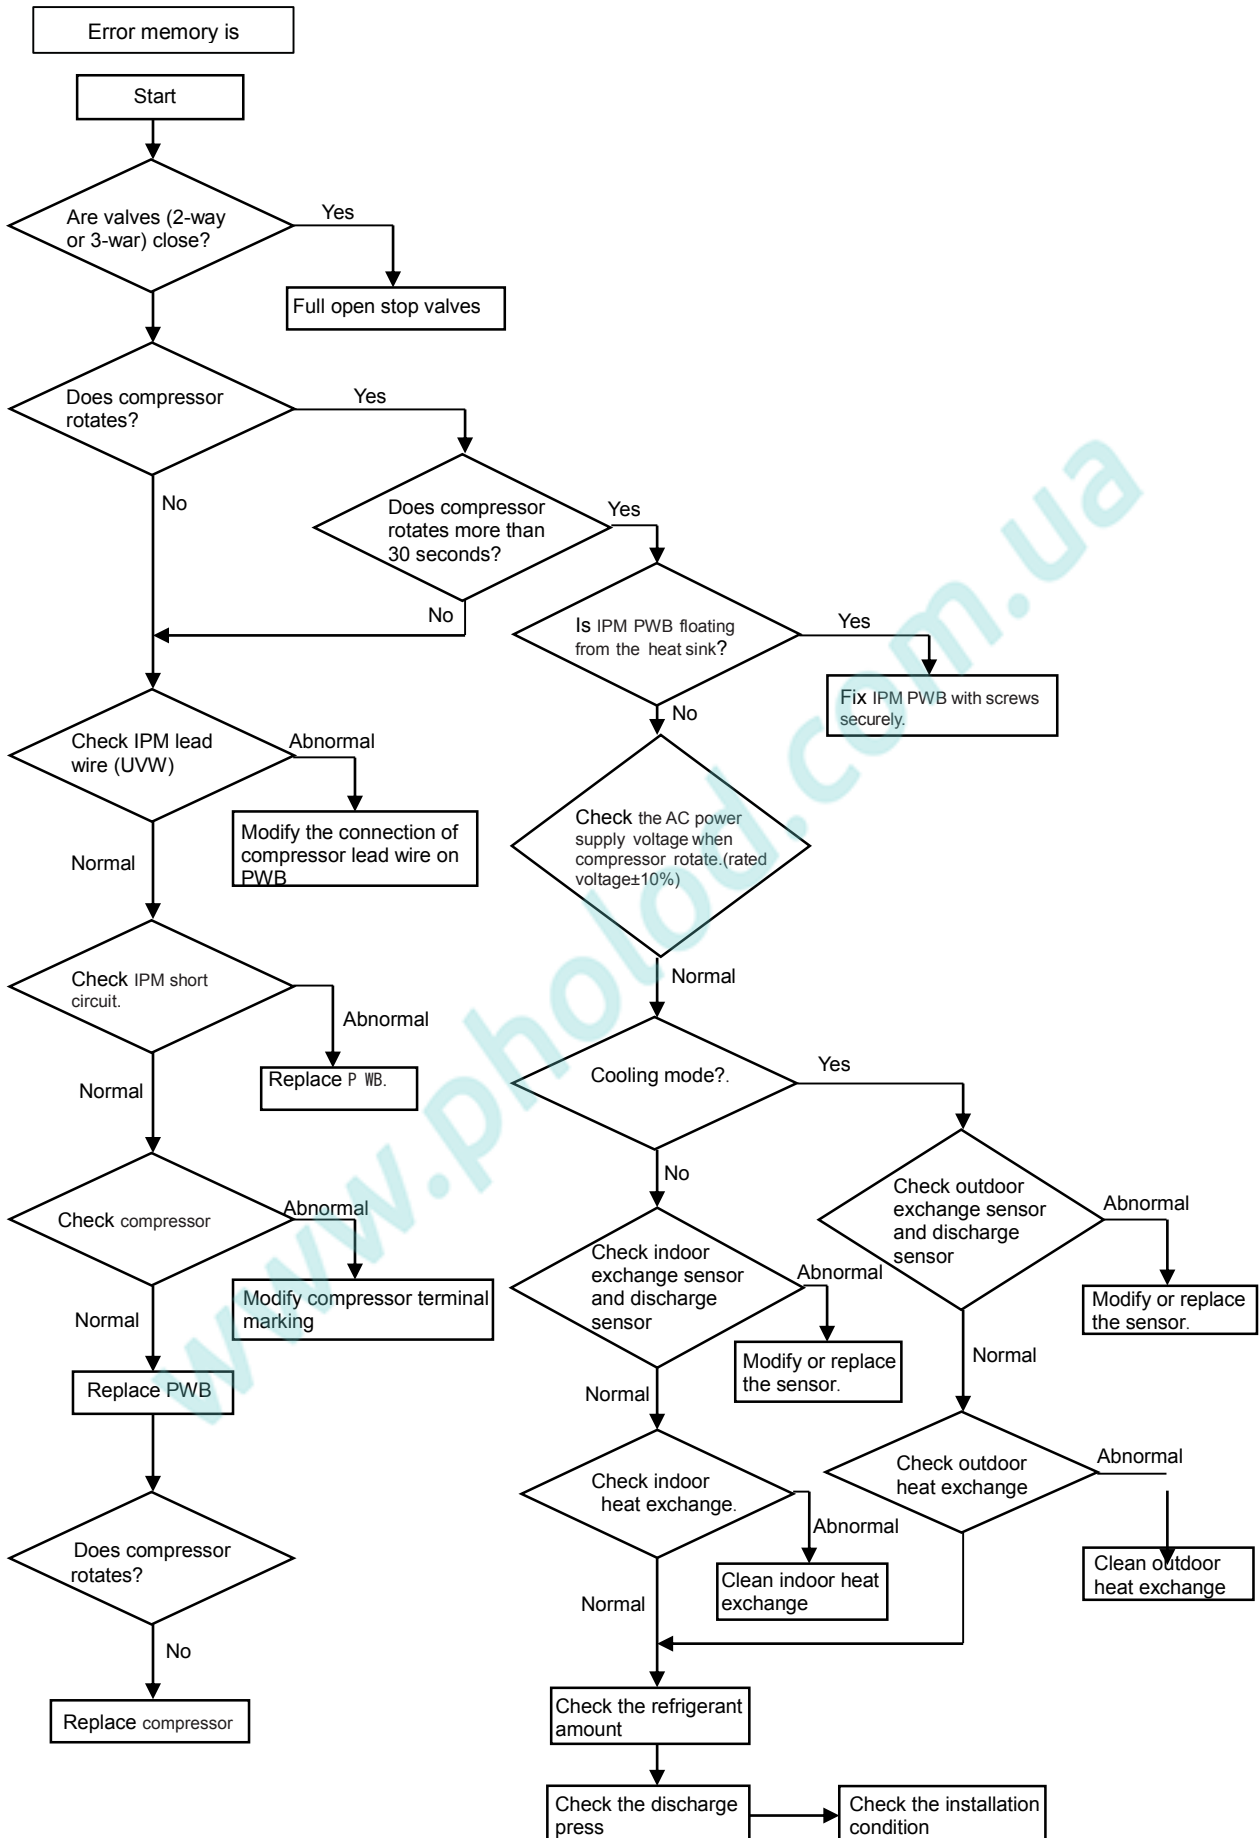 Error memory is
Start
Are valves (2-way
or 3-war) close?
Yes
Full open stop valves
Does compressor
rotates?
Yes
No
Does compressor
rotates more than
30 seconds?
Yes
No
Is IPM PWB floating
from the heat sink?
Yes
Fix IPM PWB with screws
securely.
No
Check IPM lead
wire (UVW)
Abnormal
Modify the connection of
compressor lead wire on
PWB
Normal
Check the AC power
supply voltage when
compressor rotate.(rated
voltage±10%)
Normal
Check IPM short
circuit.
Abnormal
Replace P WB.
Normal
Cooling mode?.
Yes
No
Check compressor
Abnormal
Modify compressor terminal
marking
Normal
Replace PWB
Does compressor
rotates?
No
Replace compressor
Check indoor
exchange sensor
and discharge
sensor
Abnormal
Modify or replace
the sensor.
Normal
Check outdoor
exchange sensor
and discharge
sensor
Abnormal
Modify or replace
the sensor.
Normal
Check indoor
heat exchange.
Abnormal
Clean indoor heat
exchange
Normal
Check outdoor
heat exchange
Abnormal
Clean outdoor
heat exchange
Check the refrigerant
amount
Check the discharge
press
Check the installation
condition
www.pholod.com.ua